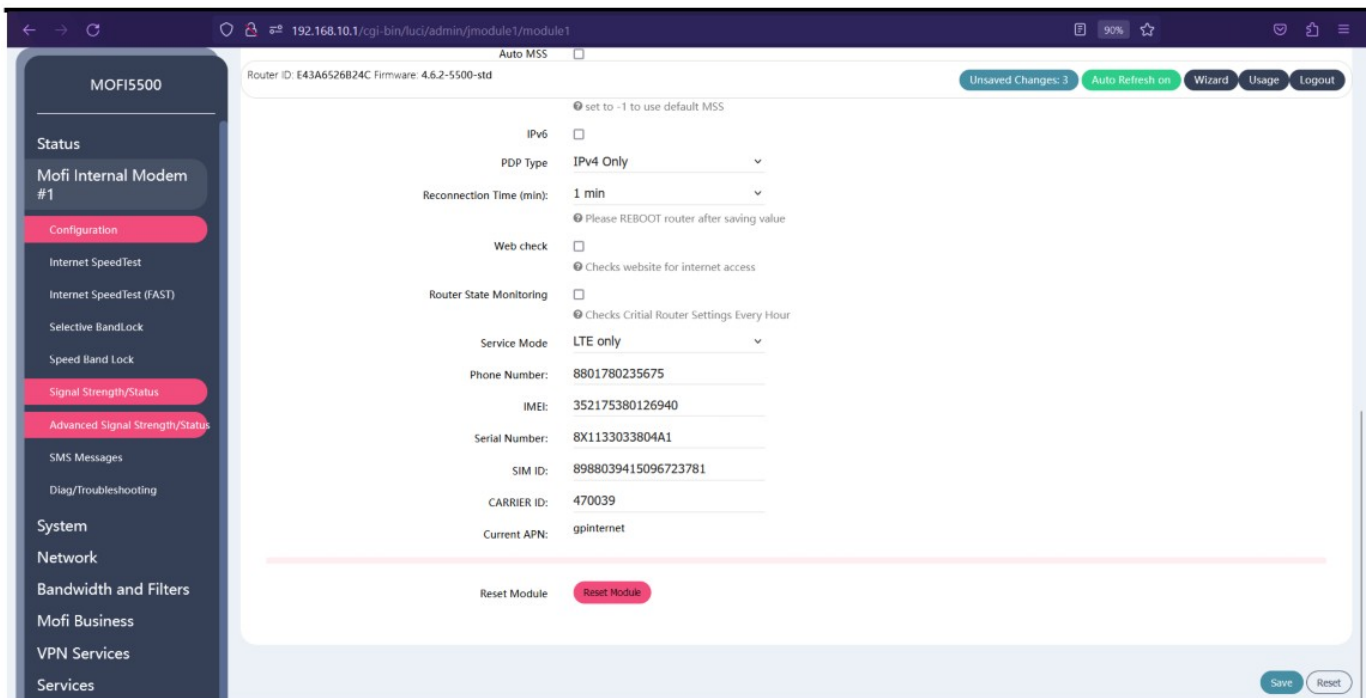 192.168.10.1/cgi-bin/luci/admin/jmodule1/module1
90%
MOFI5500
Status
Mofi Internal Modem
#1
Configuration
Internet SpeedTest
Internet SpeedTest (FAST)
Selective BandLock
Speed Band Lock
Signal Strength/Status
Advanced Signal Strength/Status
SMS Messages
Diag/Troubleshooting
System
Network
Bandwidth and Filters
Mofi Business
VPN Services
Services
Auto MSS
Router ID: E43A6526B24C Firmware: 4.6.2-5500-std
Unsaved Changes: 3
Auto Refresh on
Wizard
Usage
Logout
set to -1 to use default MSS
IPv6
PDP Type IPv4 Only
Reconnection Time (min): 1 min
Please REBOOT router after saving value
Web check
Checks website for internet access
Router State Monitoring
Checks Critial Router Settings Every Hour
Service Mode LTE only
Phone Number: 8801780235675
IMEI: 352175380126940
Serial Number: 8X1133033804A1
SIM ID: 8988039415096723781
CARRIER ID: 470039
Current APN: gpinternet
Reset Module Reset Module
Save Reset